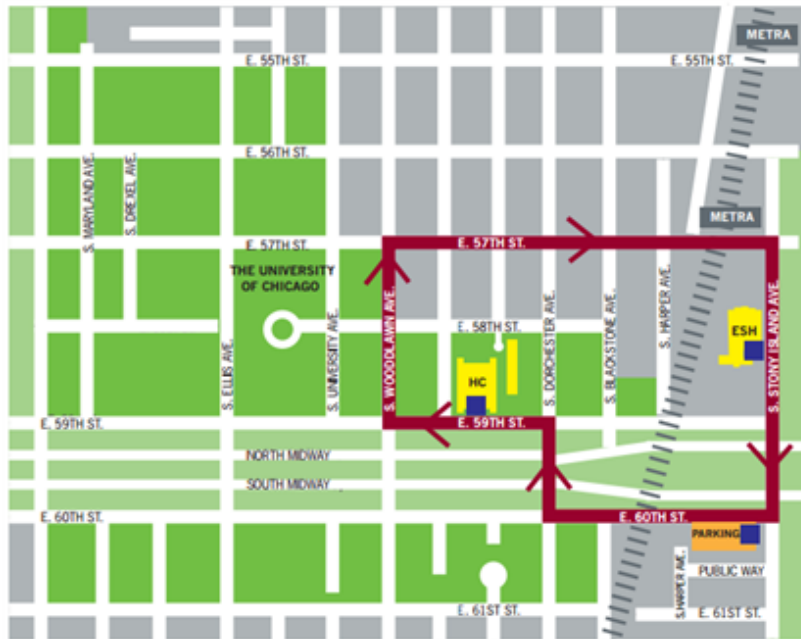 METRA
E. 55TH ST.
E. 55TH ST.
E. 56TH ST.
S. MARYLAND AVE.
S. DREXEL AVE.
METRA
E. 57TH ST.
E. 57TH ST.
THE UNIVERSITY
OF CHICAGO
S. ELLIS AVE.
S. UNIVERSITY AVE.
S. WOODDLAWN AVE.
E. 58TH ST.
HC
S. DORCHESTER AVE.
S. BLACKSTONE AVE.
S. HARPER AVE.
ESH
S. STONY ISLAND AVE.
E. 59TH ST.
E. 59TH ST.
NORTH MIDWAY
SOUTH MIDWAY
E. 60TH ST.
E. 60TH ST.
PARKING
S.HARPER AVE.
PUBLIC WAY
E. 61ST ST.
E. 61ST ST.